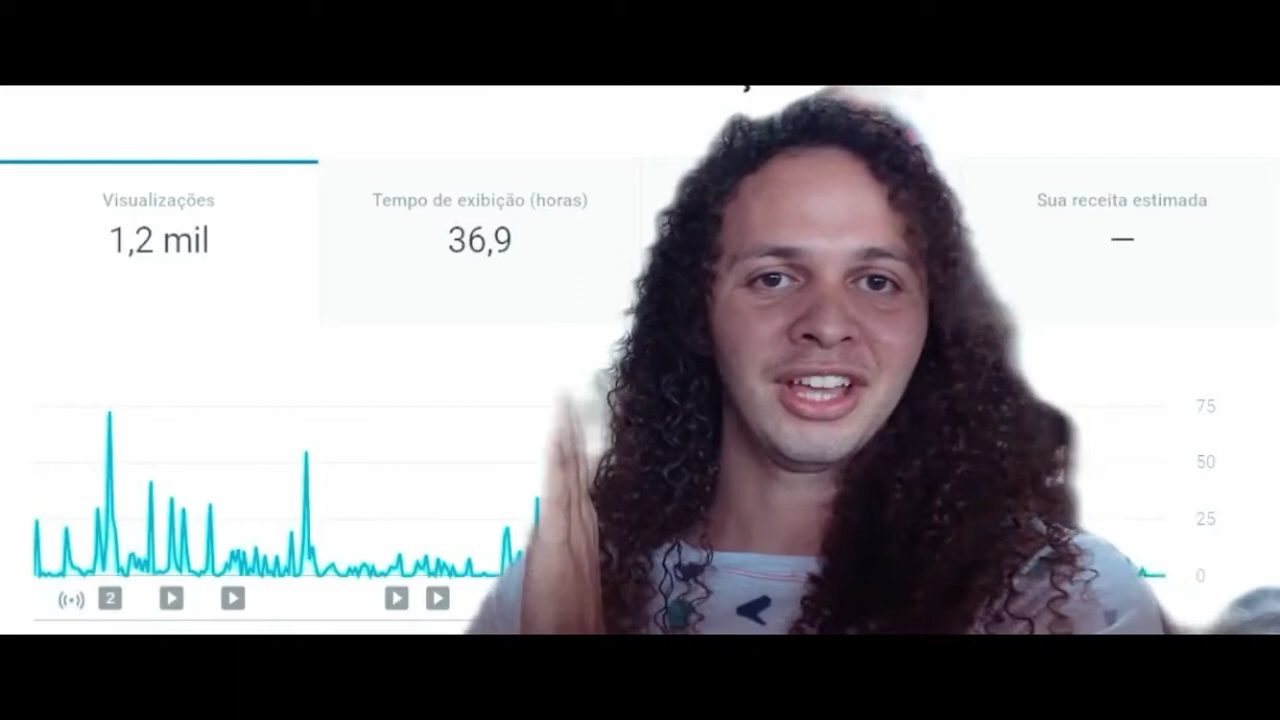 Visualizações
1,2 mil
Tempo de exibição (horas)
36,9
Sua receita estimada
—
75
50
25
0
2